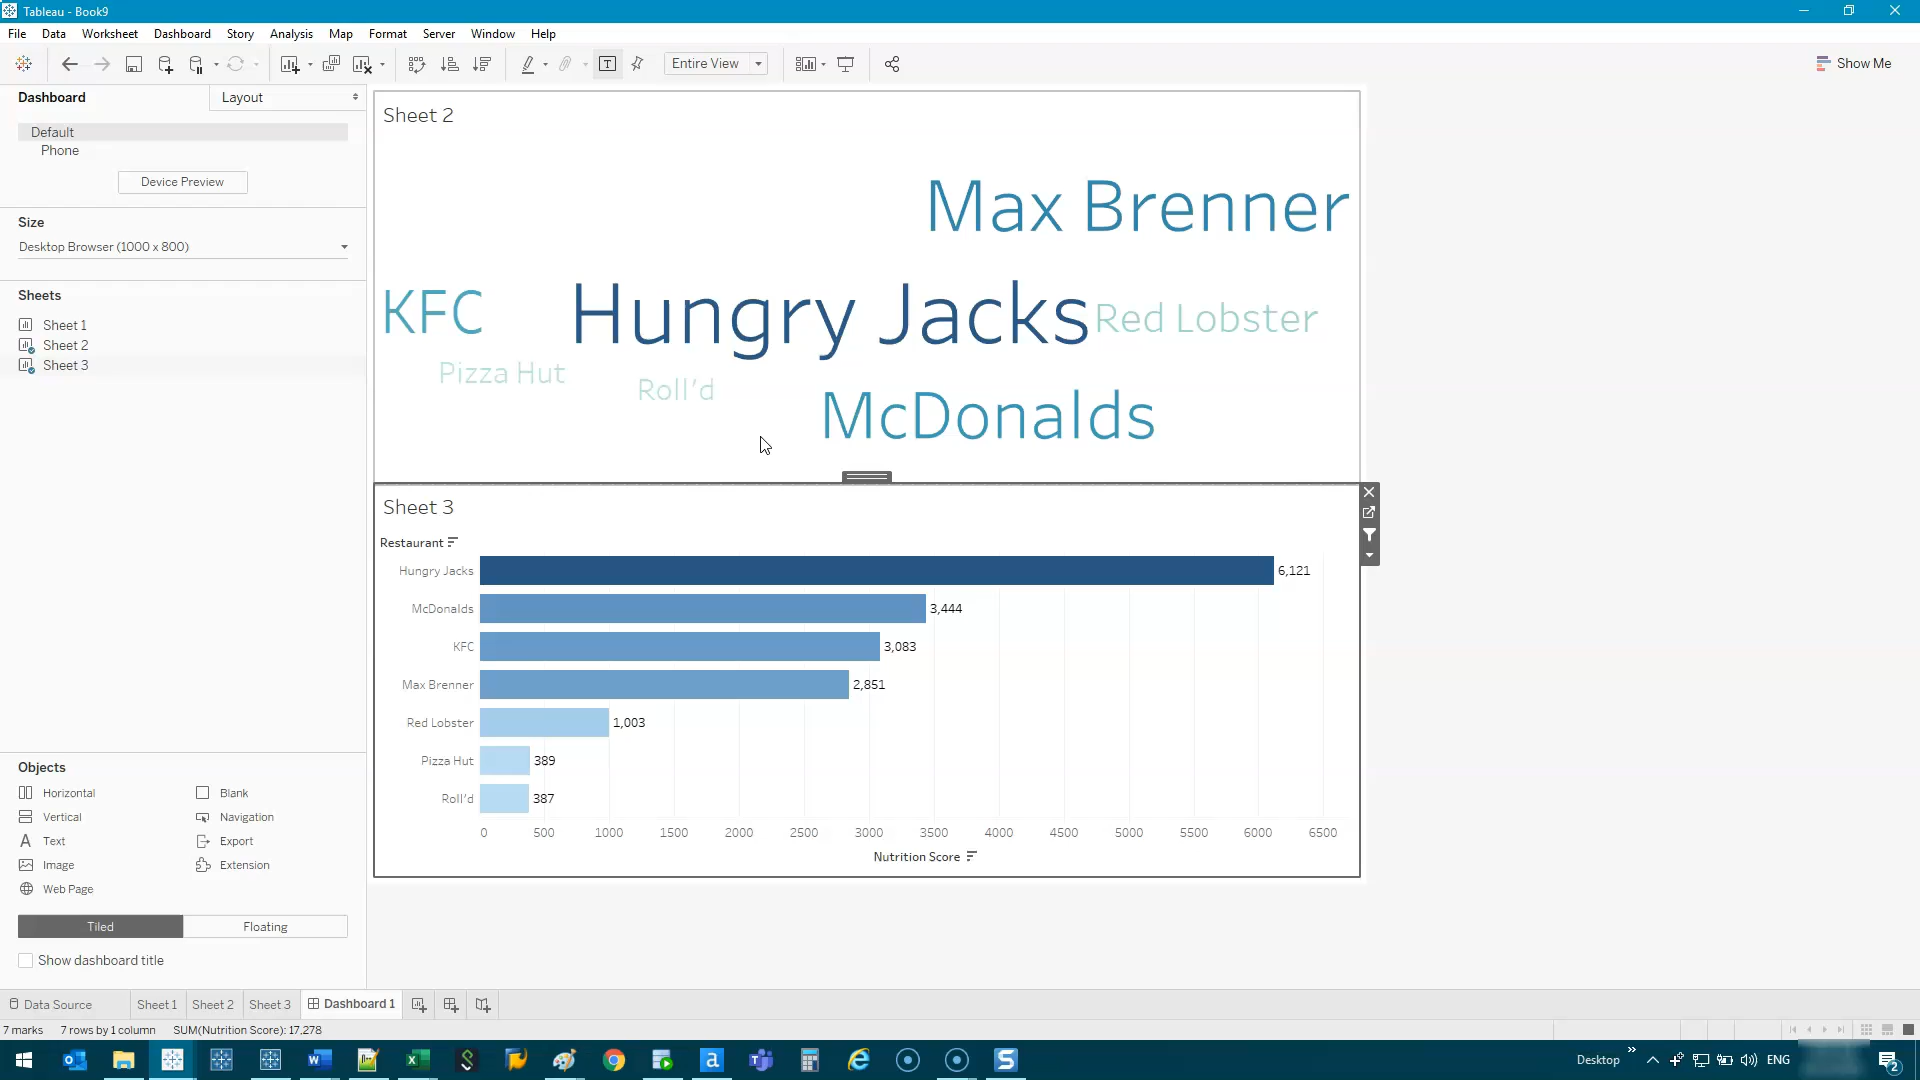 Tableau - Book9
File Data Worksheet Dashboard Story Analysis Map Format Server Window Help
Entire View
Show Me
Dashboard Layout
Default
Phone
Device Preview
Size
Desktop Browser (1000 x 800)
Sheets
Sheet 1
Sheet 2
Sheet 3
Objects
Horizontal Blank
Vertical Navigation
Text Export
Image Extension
Web Page
Tiled Floating
Show dashboard title
Sheet 2
Max Brenner
KFC Hungry Jacks Red Lobster
Pizza Hut Roll'd
McDonalds
Sheet 3
Restaurant
Hungry Jacks 6,121
McDonalds 3,444
KFC 3,083
Max Brenner 2,851
Red Lobster 1,003
Pizza Hut 389
Roll'd 387
0 500 1000 1500 2000 2500 3000 3500 4000 4500 5000 5500 6000 6500
Nutrition Score
Data Source Sheet 1 Sheet 2 Sheet 3 Dashboard 1
7 marks 7 rows by 1 column SUM(Nutrition Score): 17,278
Desktop ENG 2